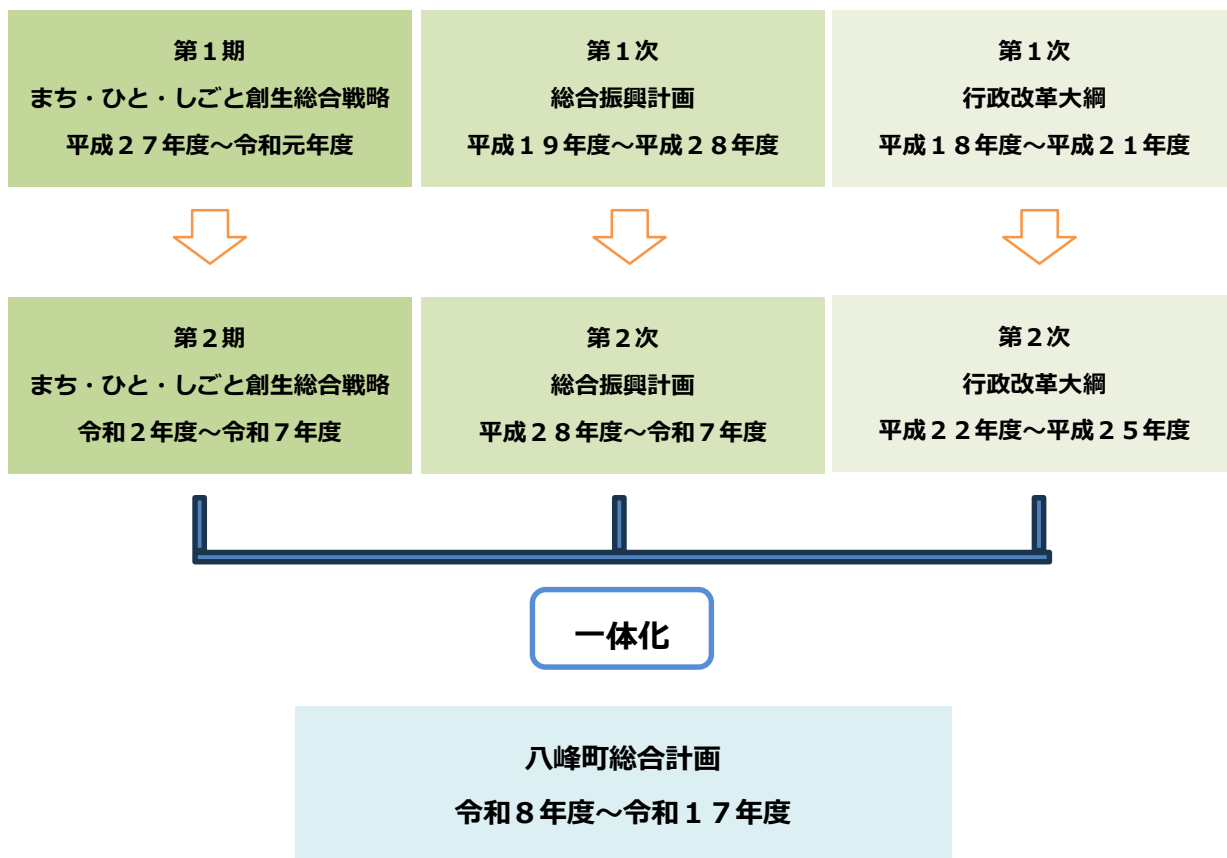 第１期
まち・ひと・しごと創生総合戦略
平成２７年度～令和元年度
第１次
総合振興計画
平成１９年度～平成２８年度
第１次
行政改革大綱
平成１８年度～平成２１年度
第２期
まち・ひと・しごと創生総合戦略
令和２年度～令和７年度
第２次
総合振興計画
平成２８年度～令和７年度
第２次
行政改革大綱
平成２２年度～平成２５年度
一体化
八峰町総合計画
令和８年度～令和１７年度